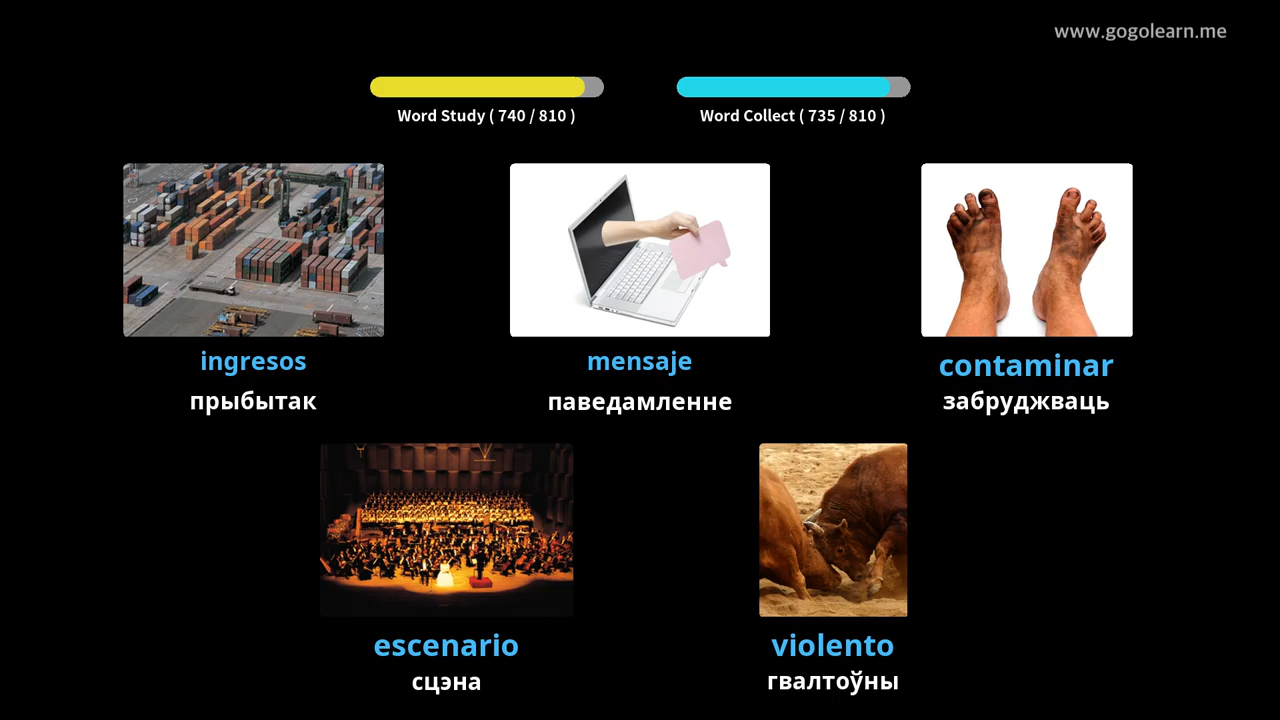 www.gogolearn.me
Word Study ( 740 / 810 )
Word Collect ( 735 / 810 )
ingresos
прыбытак
mensaje
паведамленне
contaminar
забруджваць
escenario
сцэна
violento
гвалтоўны